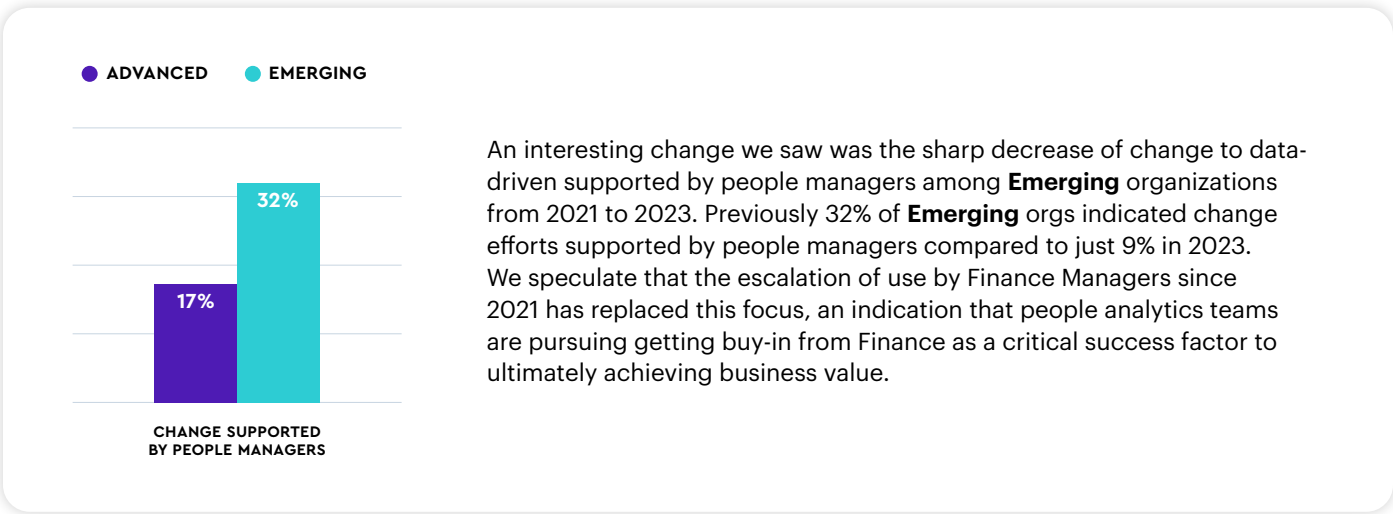 ADVANCED
EMERGING
32%
17%
CHANGE SUPPORTED
BY PEOPLE MANAGERS
An interesting change we saw was the sharp decrease of change to data-
driven supported by people managers among Emerging organizations
from 2021 to 2023. Previously 32% of Emerging orgs indicated change
efforts supported by people managers compared to just 9% in 2023.
We speculate that the escalation of use by Finance Managers since
2021 has replaced this focus, an indication that people analytics teams
are pursuing getting buy-in from Finance as a critical success factor to
ultimately achieving business value.